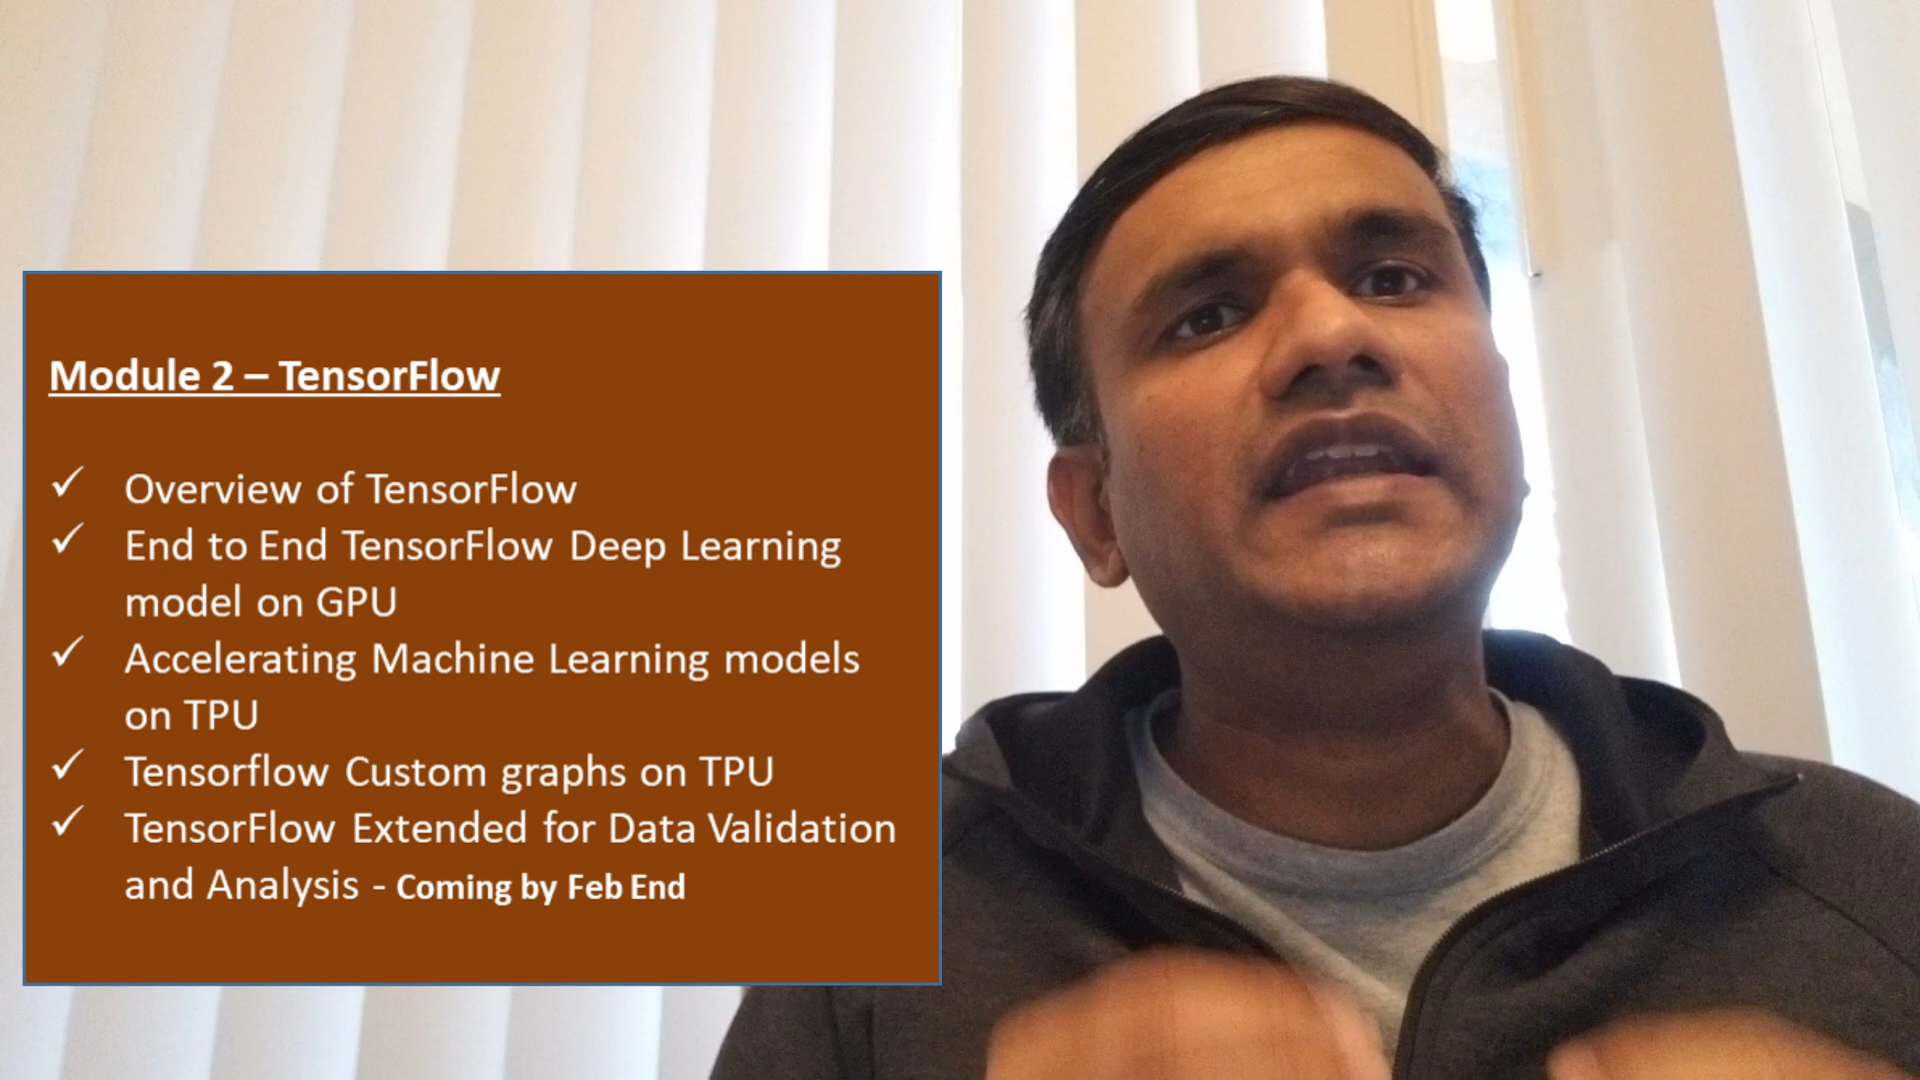 Module 2 – TensorFlow
✓ Overview of TensorFlow
✓ End to End TensorFlow Deep Learning
model on GPU
✓ Accelerating Machine Learning models
on TPU
✓ Tensorflow Custom graphs on TPU
✓ TensorFlow Extended for Data Validation
and Analysis - Coming by Feb End